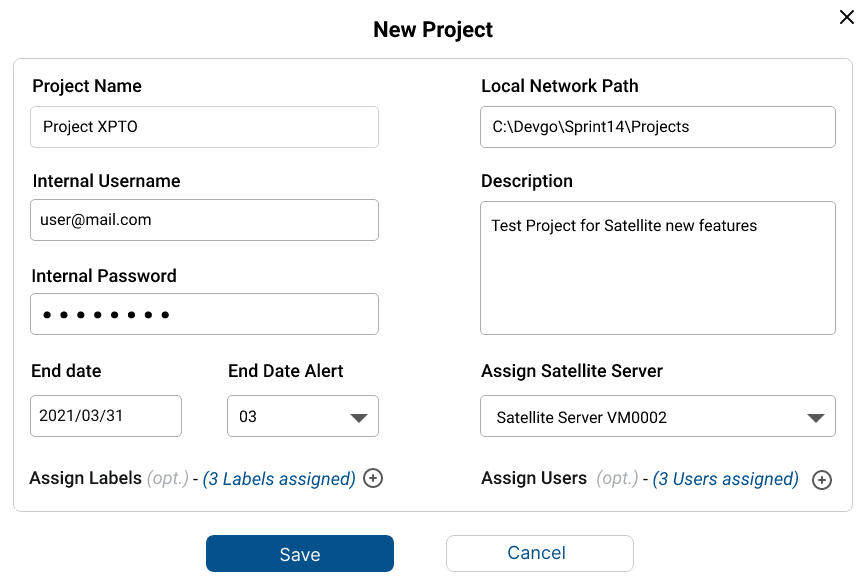 New Project
Project Name
Project XPTO
Local Network Path
C:\Devgo\Sprint14\Projects
Internal Username
user@mail.com
Description
Test Project for Satellite new features
Internal Password
● ● ● ● ● ● ● ●
End date
2021/03/31
End Date Alert
03
Assign Satellite Server
Satellite Server VM0002
Assign Labels (opt.) - (3 Labels assigned)
Assign Users (opt.) - (3 Users assigned)
Save
Cancel